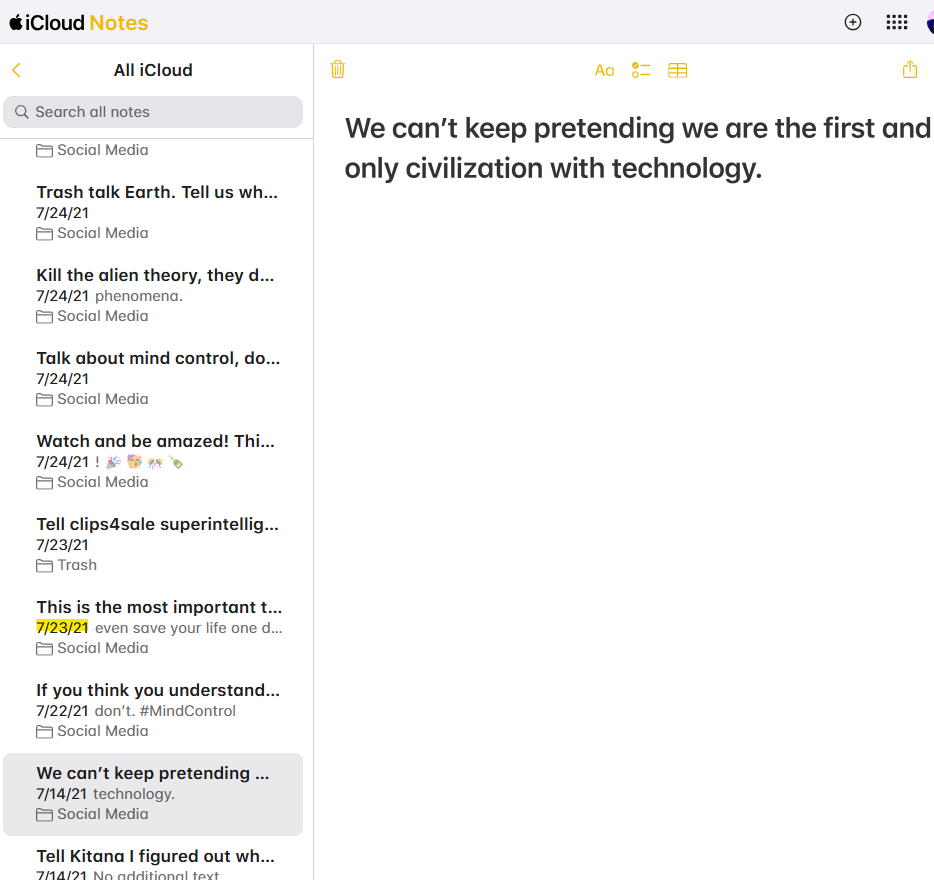 iCloud Notes
All iCloud
Search all notes
Social Media
Trash talk Earth. Tell us wh...
7/24/21
Social Media
Kill the alien theory, they d...
7/24/21 phenomena.
Social Media
Talk about mind control, do...
7/24/21
Social Media
Watch and be amazed! Thi...
7/24/21 ! 🎉 🥳 🎊 🍾
Social Media
Tell clips4sale superintellig...
7/23/21
Trash
This is the most important t...
7/23/21 even save your life one d...
Social Media
If you think you understand...
7/22/21 don’t. #MindControl
Social Media
We can’t keep pretending ...
7/14/21 technology.
Social Media
Tell Kitana I figured out wh...
7/14/21 No additional text
Aa
We can’t keep pretending we are the first and
only civilization with technology.